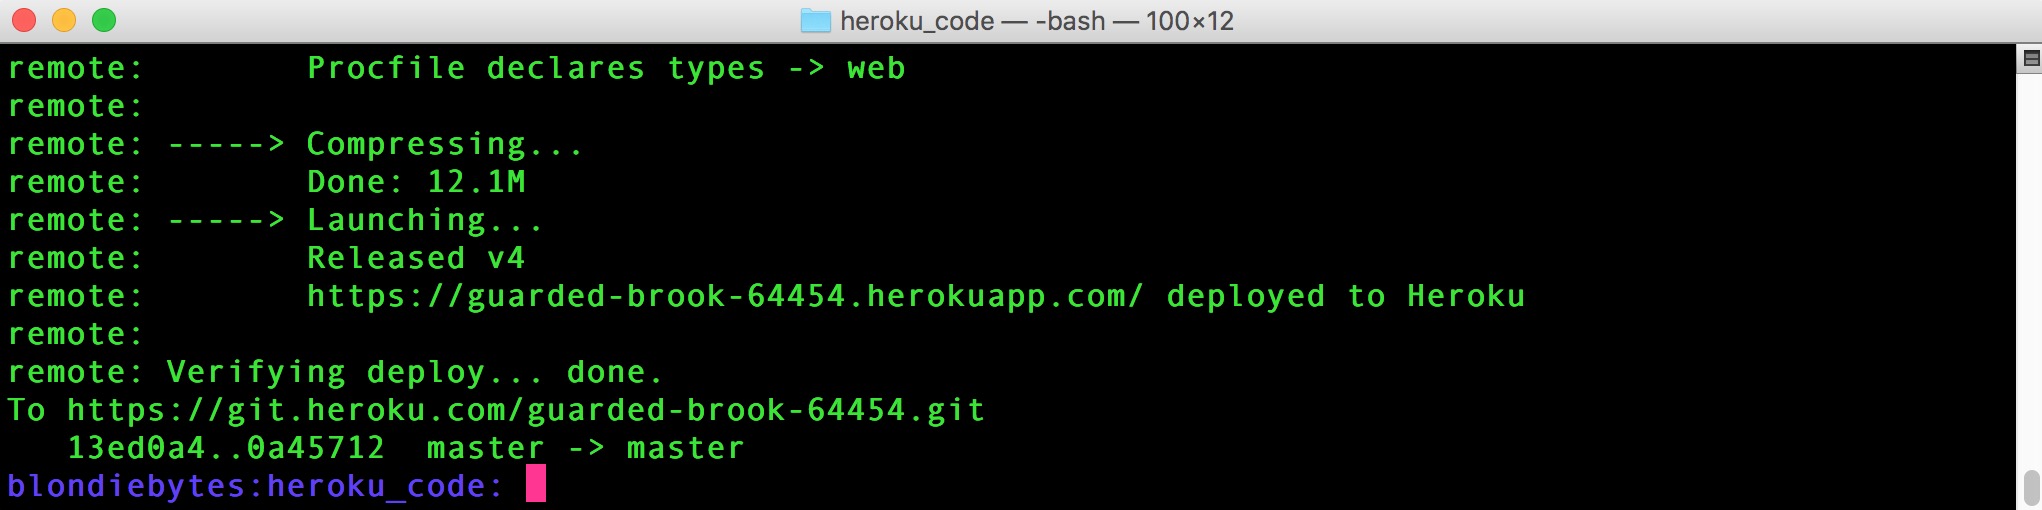 heroku_code — -bash — 100×12
remote:        Procfile declares types -> web
remote:
remote: -----> Compressing...
remote:        Done: 12.1M
remote: -----> Launching...
remote:        Released v4
remote:        https://guarded-brook-64454.herokuapp.com/ deployed to Heroku
remote:
remote: Verifying deploy... done.
To https://git.heroku.com/guarded-brook-64454.git
   13ed0a4..0a45712  master -> master
blondiebytes:heroku_code: